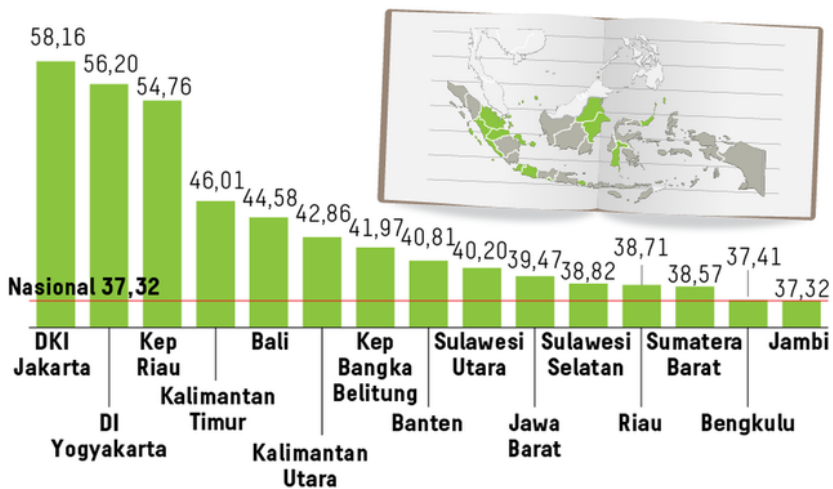 58,16
56,20
54,76
46,01
44,58
42,86
41,97
40,81
40,20
39,47
38,82
38,71
38,57
37,41
37,32
Nasional 37,32
DKI
Jakarta
DI
Yogyakarta
Kep
Riau
Kalimantan
Timur
Bali
Kalimantan
Utara
Kep
Bangka
Belitung
Banten
Sulawesi
Utara
Jawa
Barat
Sulawesi
Selatan
Riau
Sumatera
Barat
Bengkulu
Jambi